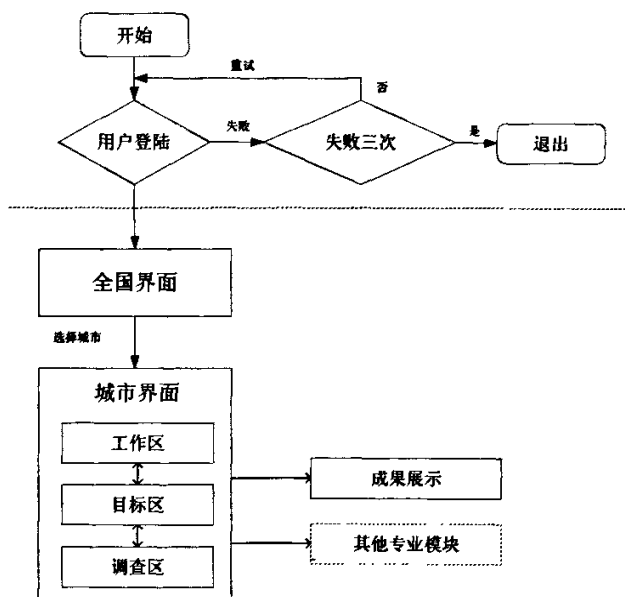 开始
重试
否
用户登陆
失败
失败三次
是
退出
全国界面
选择城市
城市界面
工作区
目标区
调查区
成果展示
其他专业模块